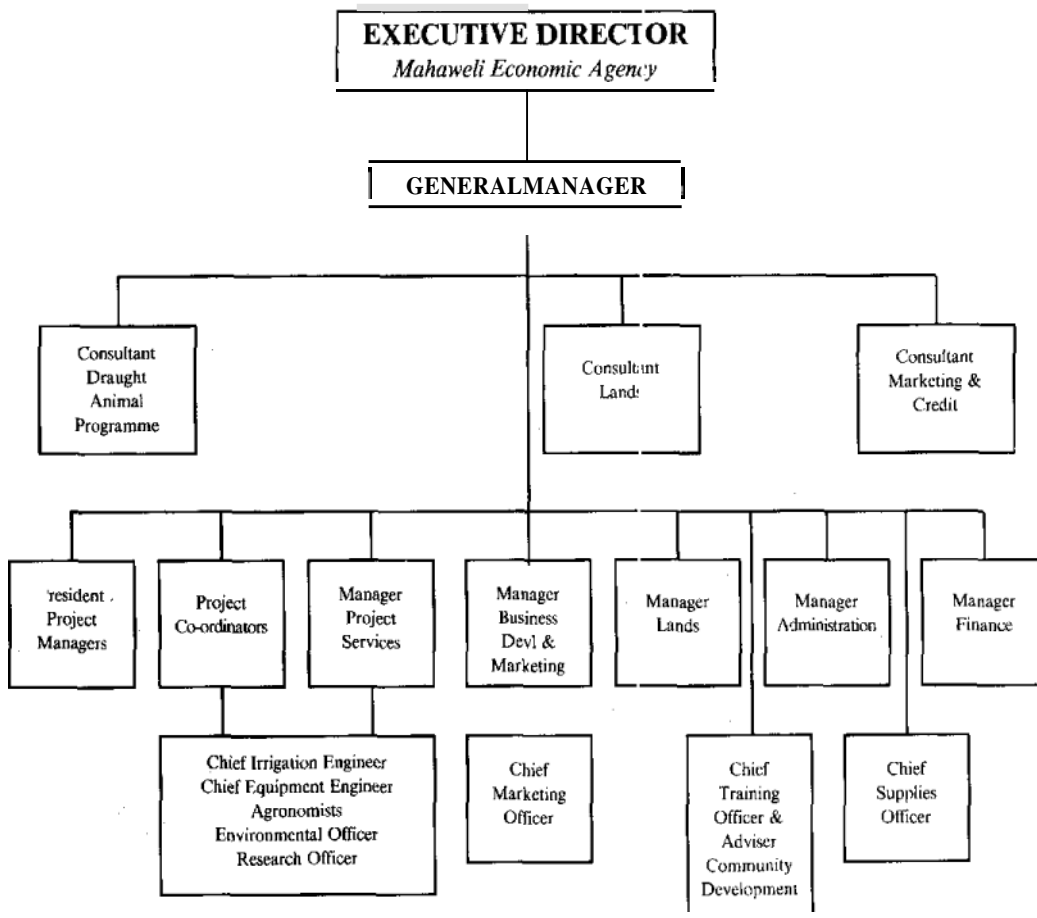 EXECUTIVE DIRECTOR
Mahaweli Economic Agency
GENERALMANAGER
Consultant
Draught
Animal
Programme
Consultant
Lands
Consultant
Marketing &
Credit
resident
Project
Managers
Project
Co-ordinators
Manager
Project
Services
Manager
Business
Devl &
Marketing
Manager
Lands
Manager
Administration
Manager
Finance
Chief Irrigation Engineer
Chief Equipment Engineer
Agronomists
Environmental Officer
Research Officer
Chief
Marketing
Officer
Chief
Training
Officer &
Adviser
Community
Development
Chief
Supplies
Officer